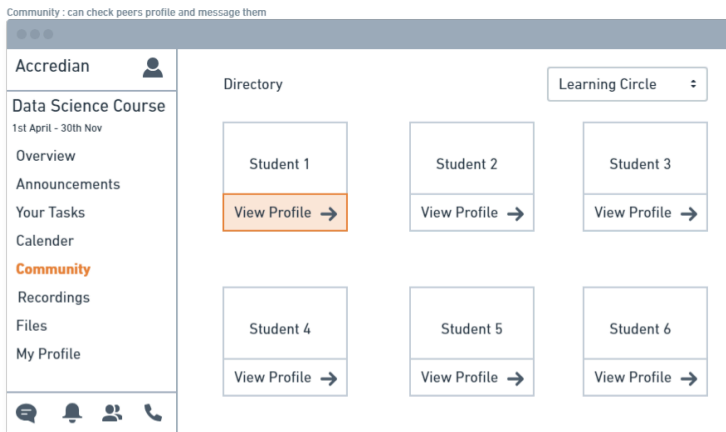 Community : can check peers profile and message them
Accredian
Data Science Course
1st April - 30th Nov
Overview
Announcements
Your Tasks
Calender
Community
Recordings
Files
My Profile
Directory
Learning Circle
Student 1
Student 2
Student 3
View Profile
View Profile
View Profile
Student 4
Student 5
Student 6
View Profile
View Profile
View Profile